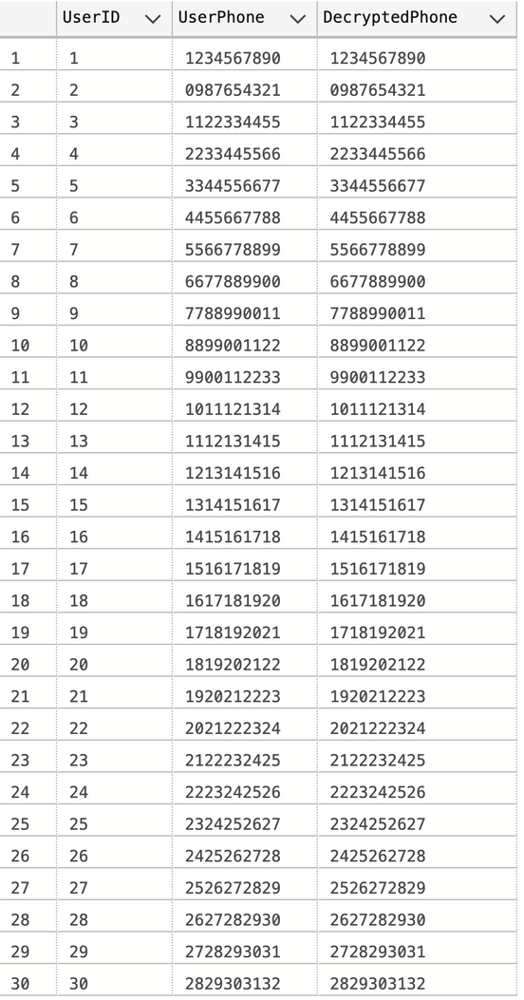 UserID UserPhone DecryptedPhone
1 1 1234567890 1234567890
2 2 0987654321 0987654321
3 3 1122334455 1122334455
4 4 2233445566 2233445566
5 5 3344556677 3344556677
6 6 4455667788 4455667788
7 7 5566778899 5566778899
8 8 6677889900 6677889900
9 9 7788990011 7788990011
10 10 8899001122 8899001122
11 11 9900112233 9900112233
12 12 1011121314 1011121314
13 13 1112131415 1112131415
14 14 1213141516 1213141516
15 15 1314151617 1314151617
16 16 1415161718 1415161718
17 17 1516171819 1516171819
18 18 1617181920 1617181920
19 19 1718192021 1718192021
20 20 1819202122 1819202122
21 21 1920212223 1920212223
22 22 2021222324 2021222324
23 23 2122232425 2122232425
24 24 2223242526 2223242526
25 25 2324252627 2324252627
26 26 2425262728 2425262728
27 27 2526272829 2526272829
28 28 2627282930 2627282930
29 29 2728293031 2728293031
30 30 2829303132 2829303132